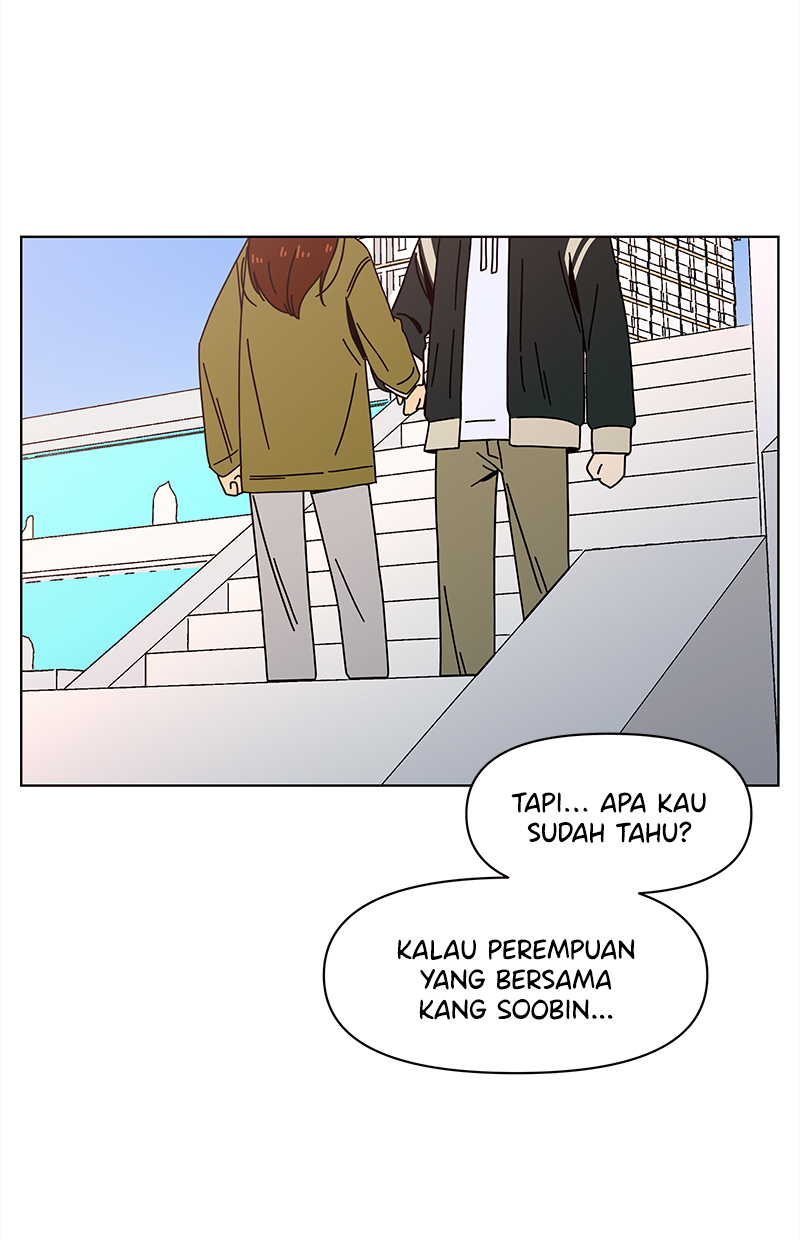 TAPI... APA KAU
SUDAH TAHU?
KALAU PEREMPUAN
YANG BERSAMA
KANG SOOBIN...